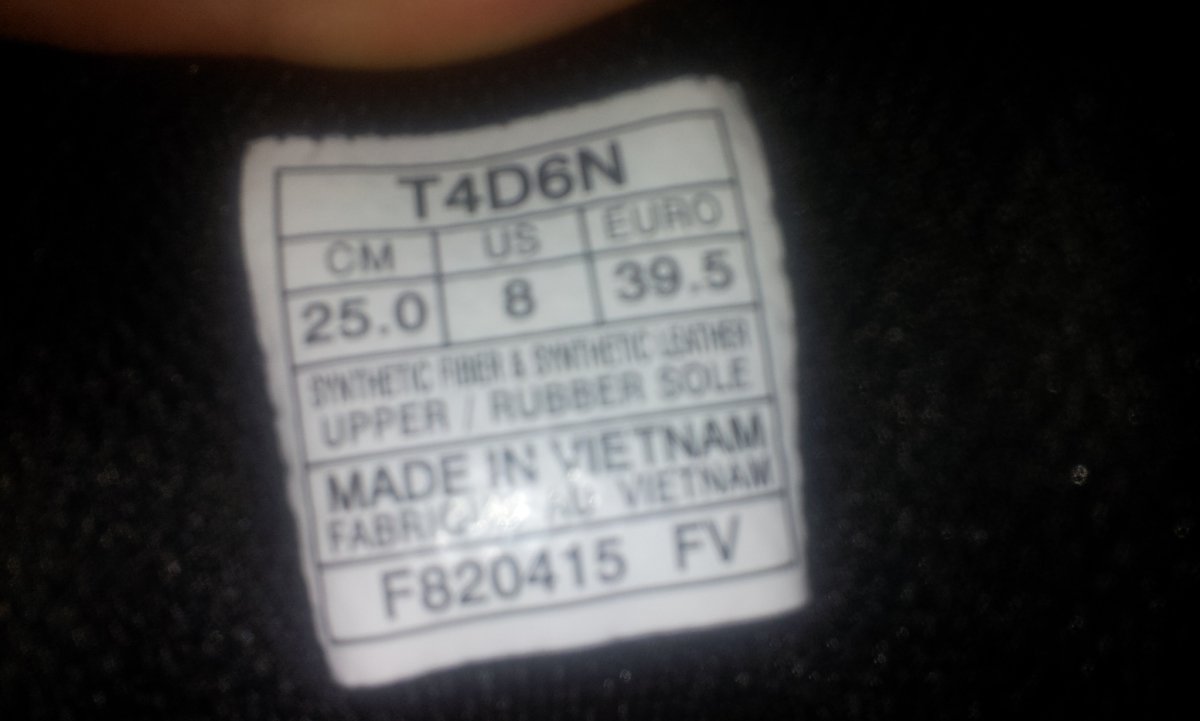 T4D6N
CM US EURO
25.0 8 39.5
SYNTHETIC FIBER & SYNTHETIC LEATHER
UPPER / RUBBER SOLE
MADE IN VIETNAM
AU VIETNAM
F820415 FV